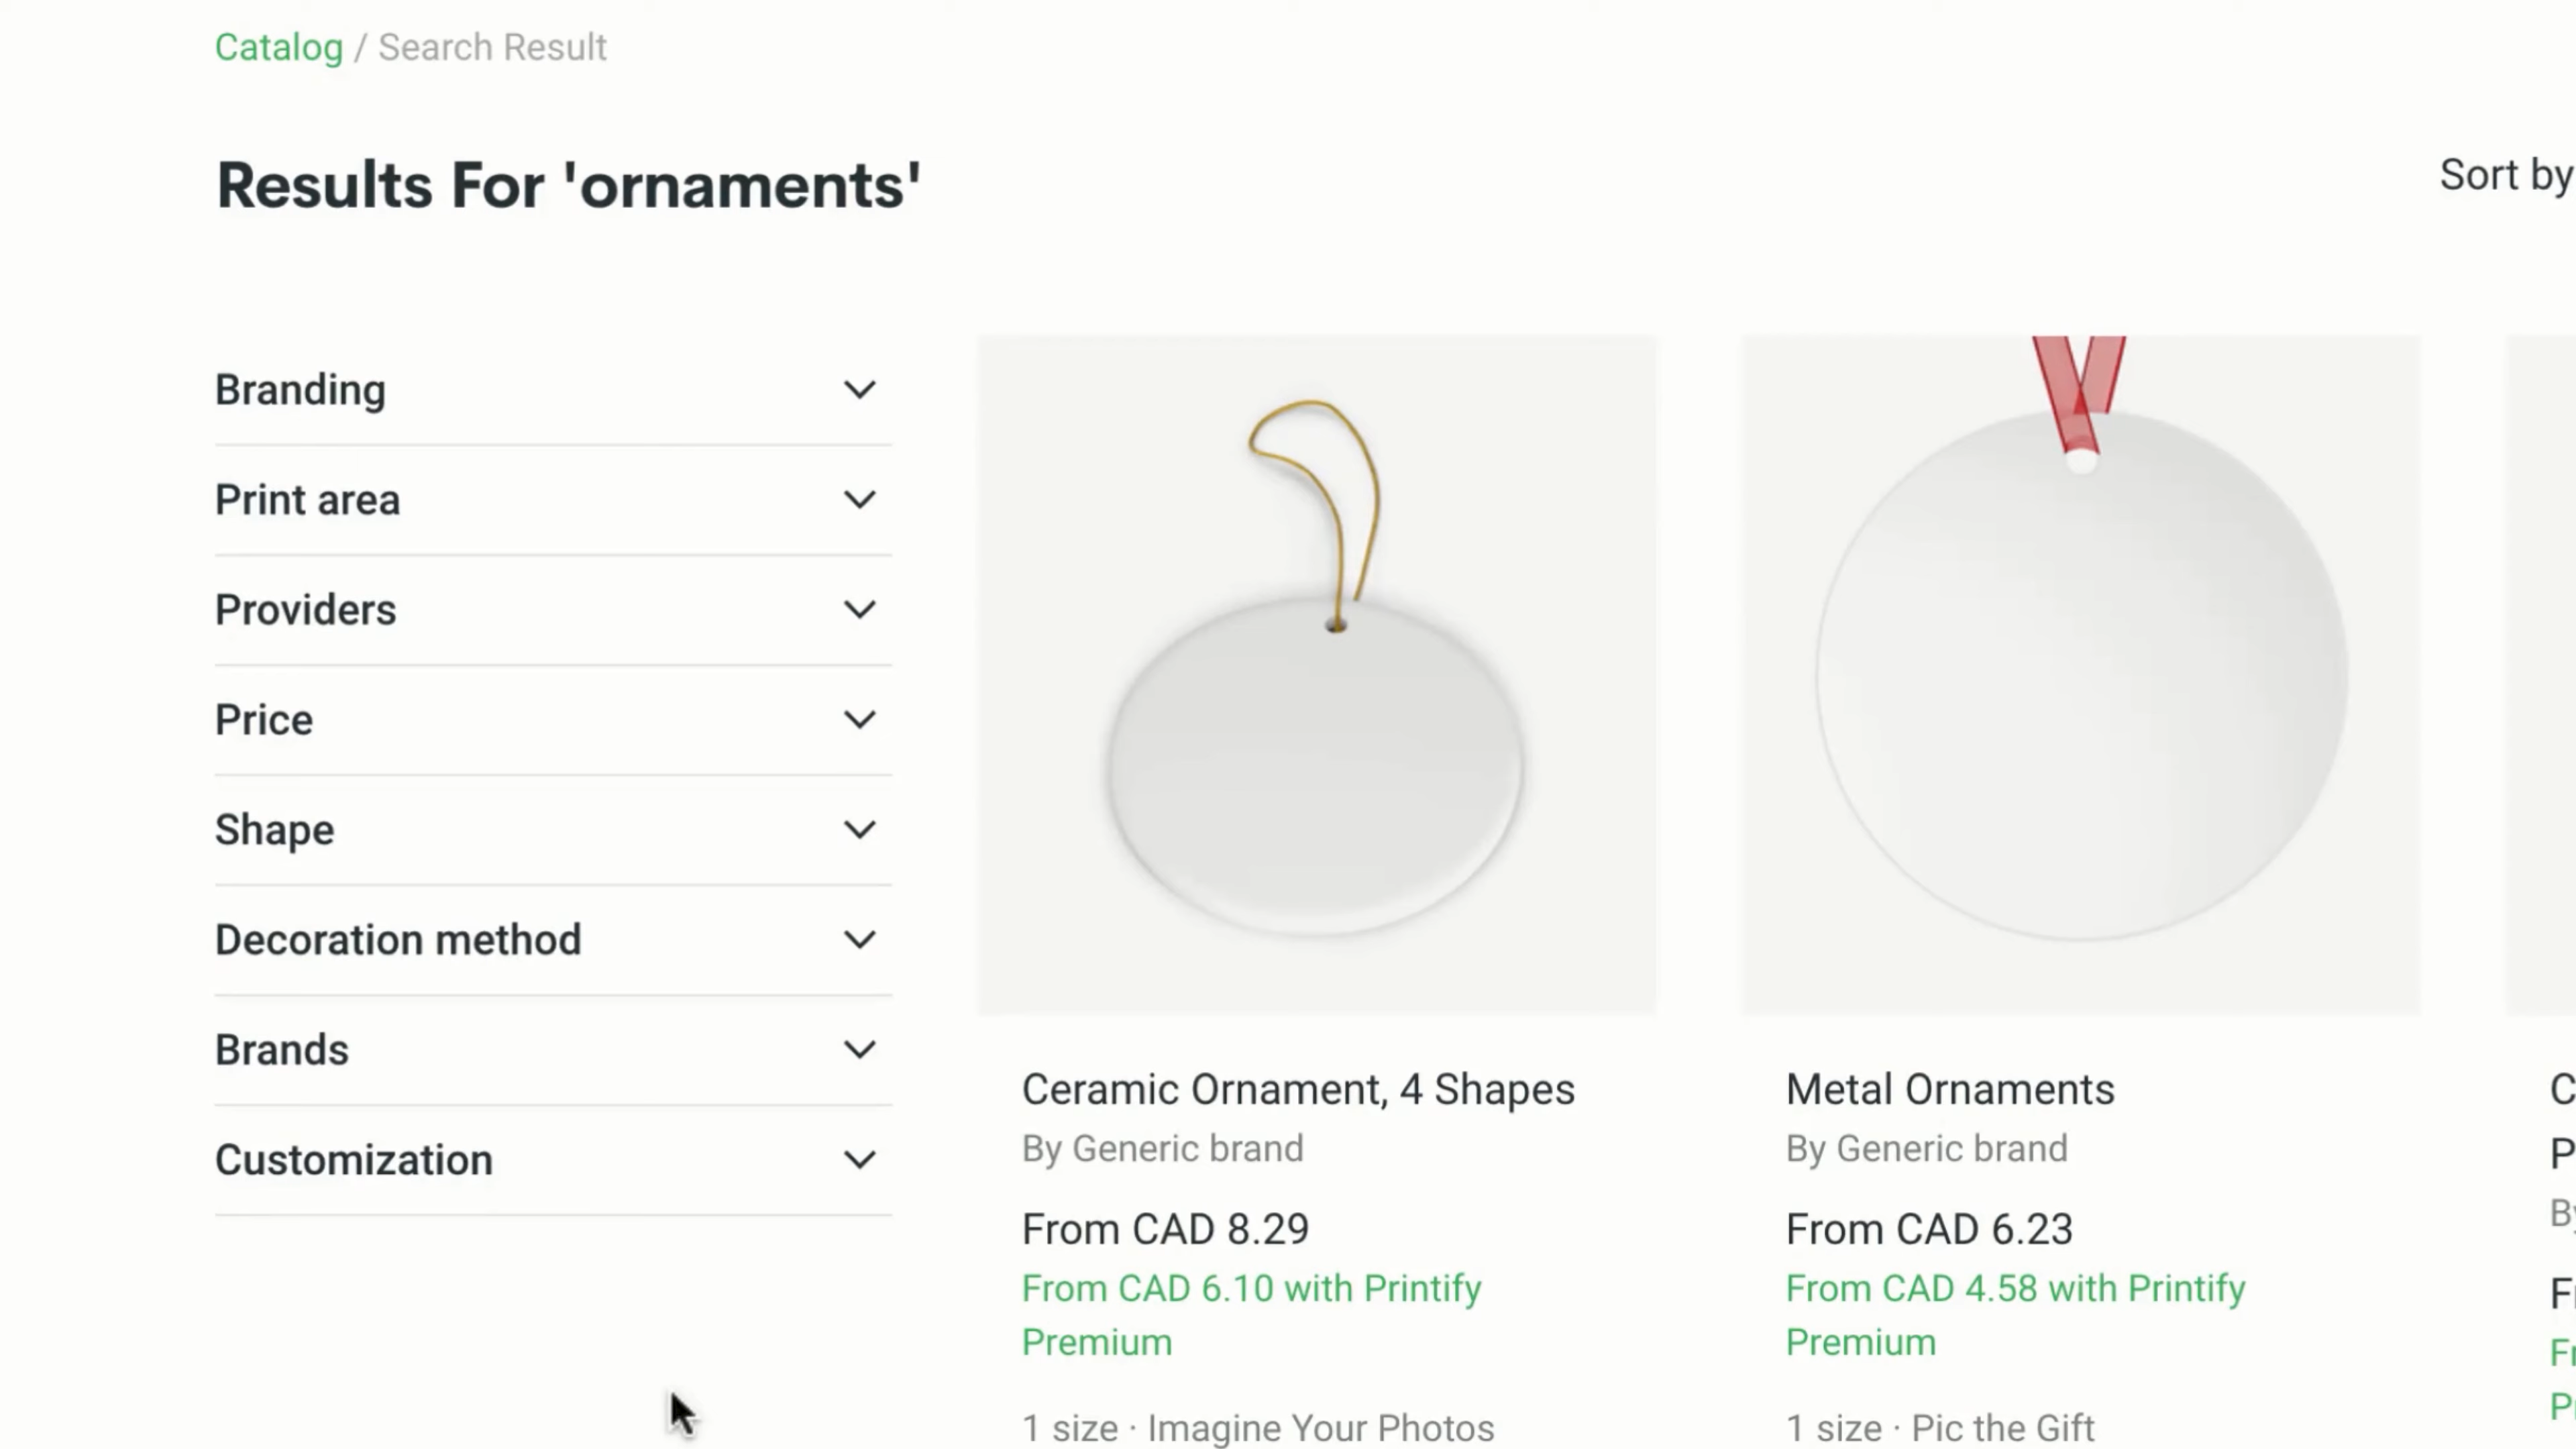 Catalog / Search Result
Results For 'ornaments'
Sort by
Branding
Print area
Providers
Price
Shape
Decoration method
Brands
Customization
Ceramic Ornament, 4 Shapes
By Generic brand
From CAD 8.29
From CAD 6.10 with Printify
Premium
1 size · Imagine Your Photos
Metal Ornaments
By Generic brand
From CAD 6.23
From CAD 4.58 with Printify
Premium
1 size · Pic the Gift